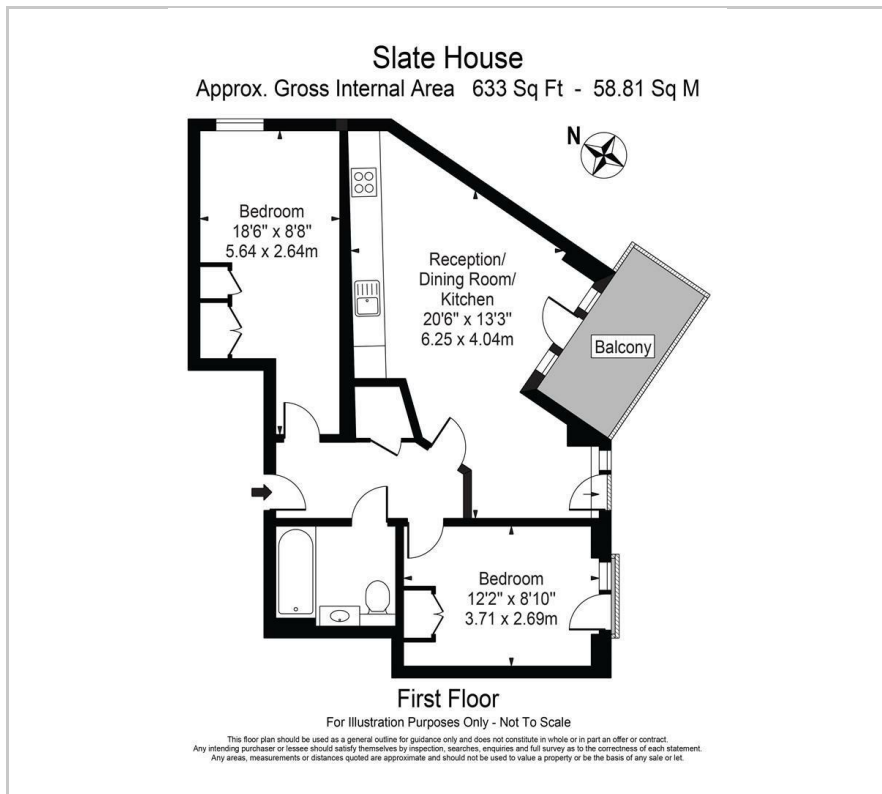 Slate House
Approx. Gross Internal Area 633 Sq Ft - 58.81 Sq M
N
Bedroom
18'6" x 8'8"
5.64 x 2.64m
Reception/
Dining Room/
Kitchen
20'6" x 13'3"
6.25 x 4.04m
Balcony
Bedroom
12'2" x 8'10"
3.71 x 2.69m
First Floor
For Illustration Purposes Only - Not To Scale
This floor plan should be used as a general outline for guidance only and does not constitute in whole or in part an offer or contract.
Any intending purchaser or lessee should satisfy themselves by inspection, searches, enquiries and full survey as to the correctness of each statement.
Any areas, measurements or distances quoted are approximate and should not be used to value a property or be the basis of any sale or let.